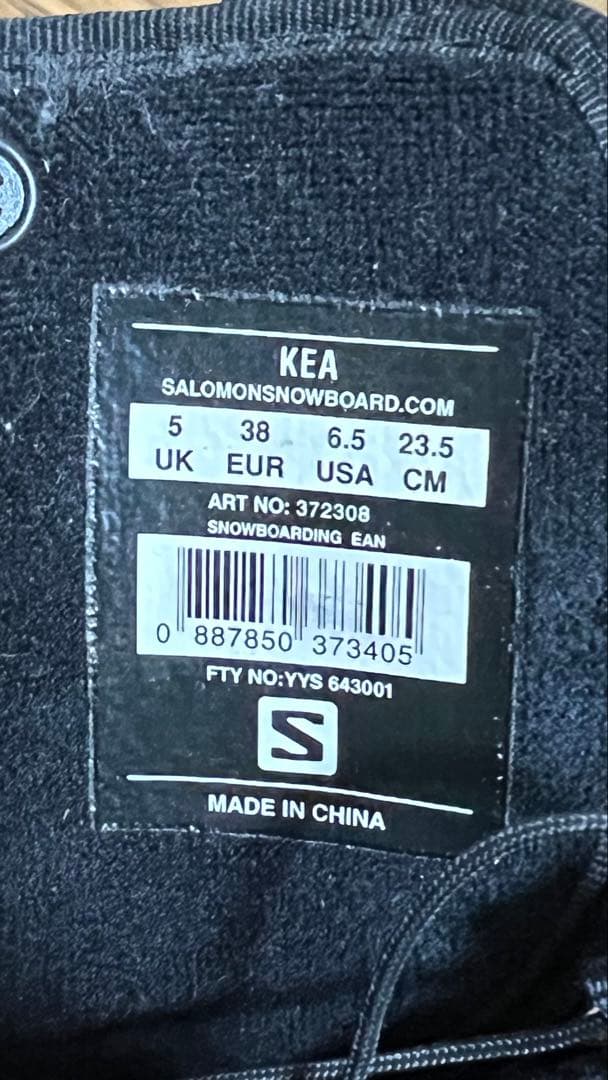 KEA
SALOMONSNOWBOARD.COM
5 38 6.5 23.5
UK EUR USA CM
ART NO: 372308
SNOWBOARDING EAN
0 887850 373405
FTY NO:YYS 643001
S
MADE IN CHINA